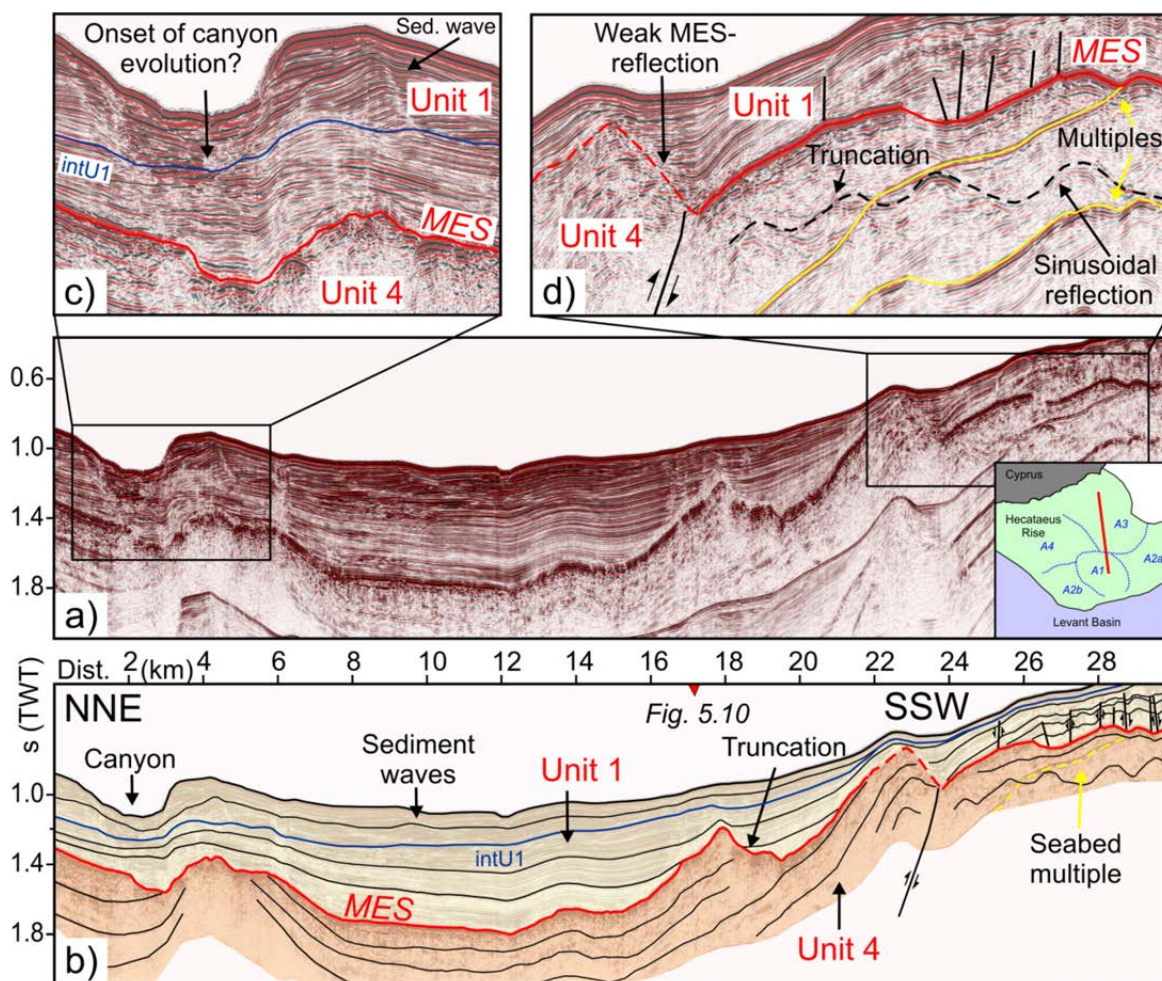 Onset of canyon
evolution?
Sed. wave
Unit 1
intU1
MES
Unit 4
c)
Weak MES-
reflection
MES
Unit 1
Truncation
Multiples
Unit 4
Sinusoidal
reflection
d)
0.6
1.0
1.4
1.8
a)
Cyprus
Hecataeus
Rise
A3
A4
A1
A2a
A2b
Levant Basin
Dist. 2 (km) 4 6 8 10 12 14 16 18 20 22 24 26 28
s (TWT)
NNE
Fig. 5.10
SSW
Canyon
Sediment
waves
Unit 1
Truncation
1.0
intU1
1.4
MES
Seabed
multiple
1.8
Unit 4
b)